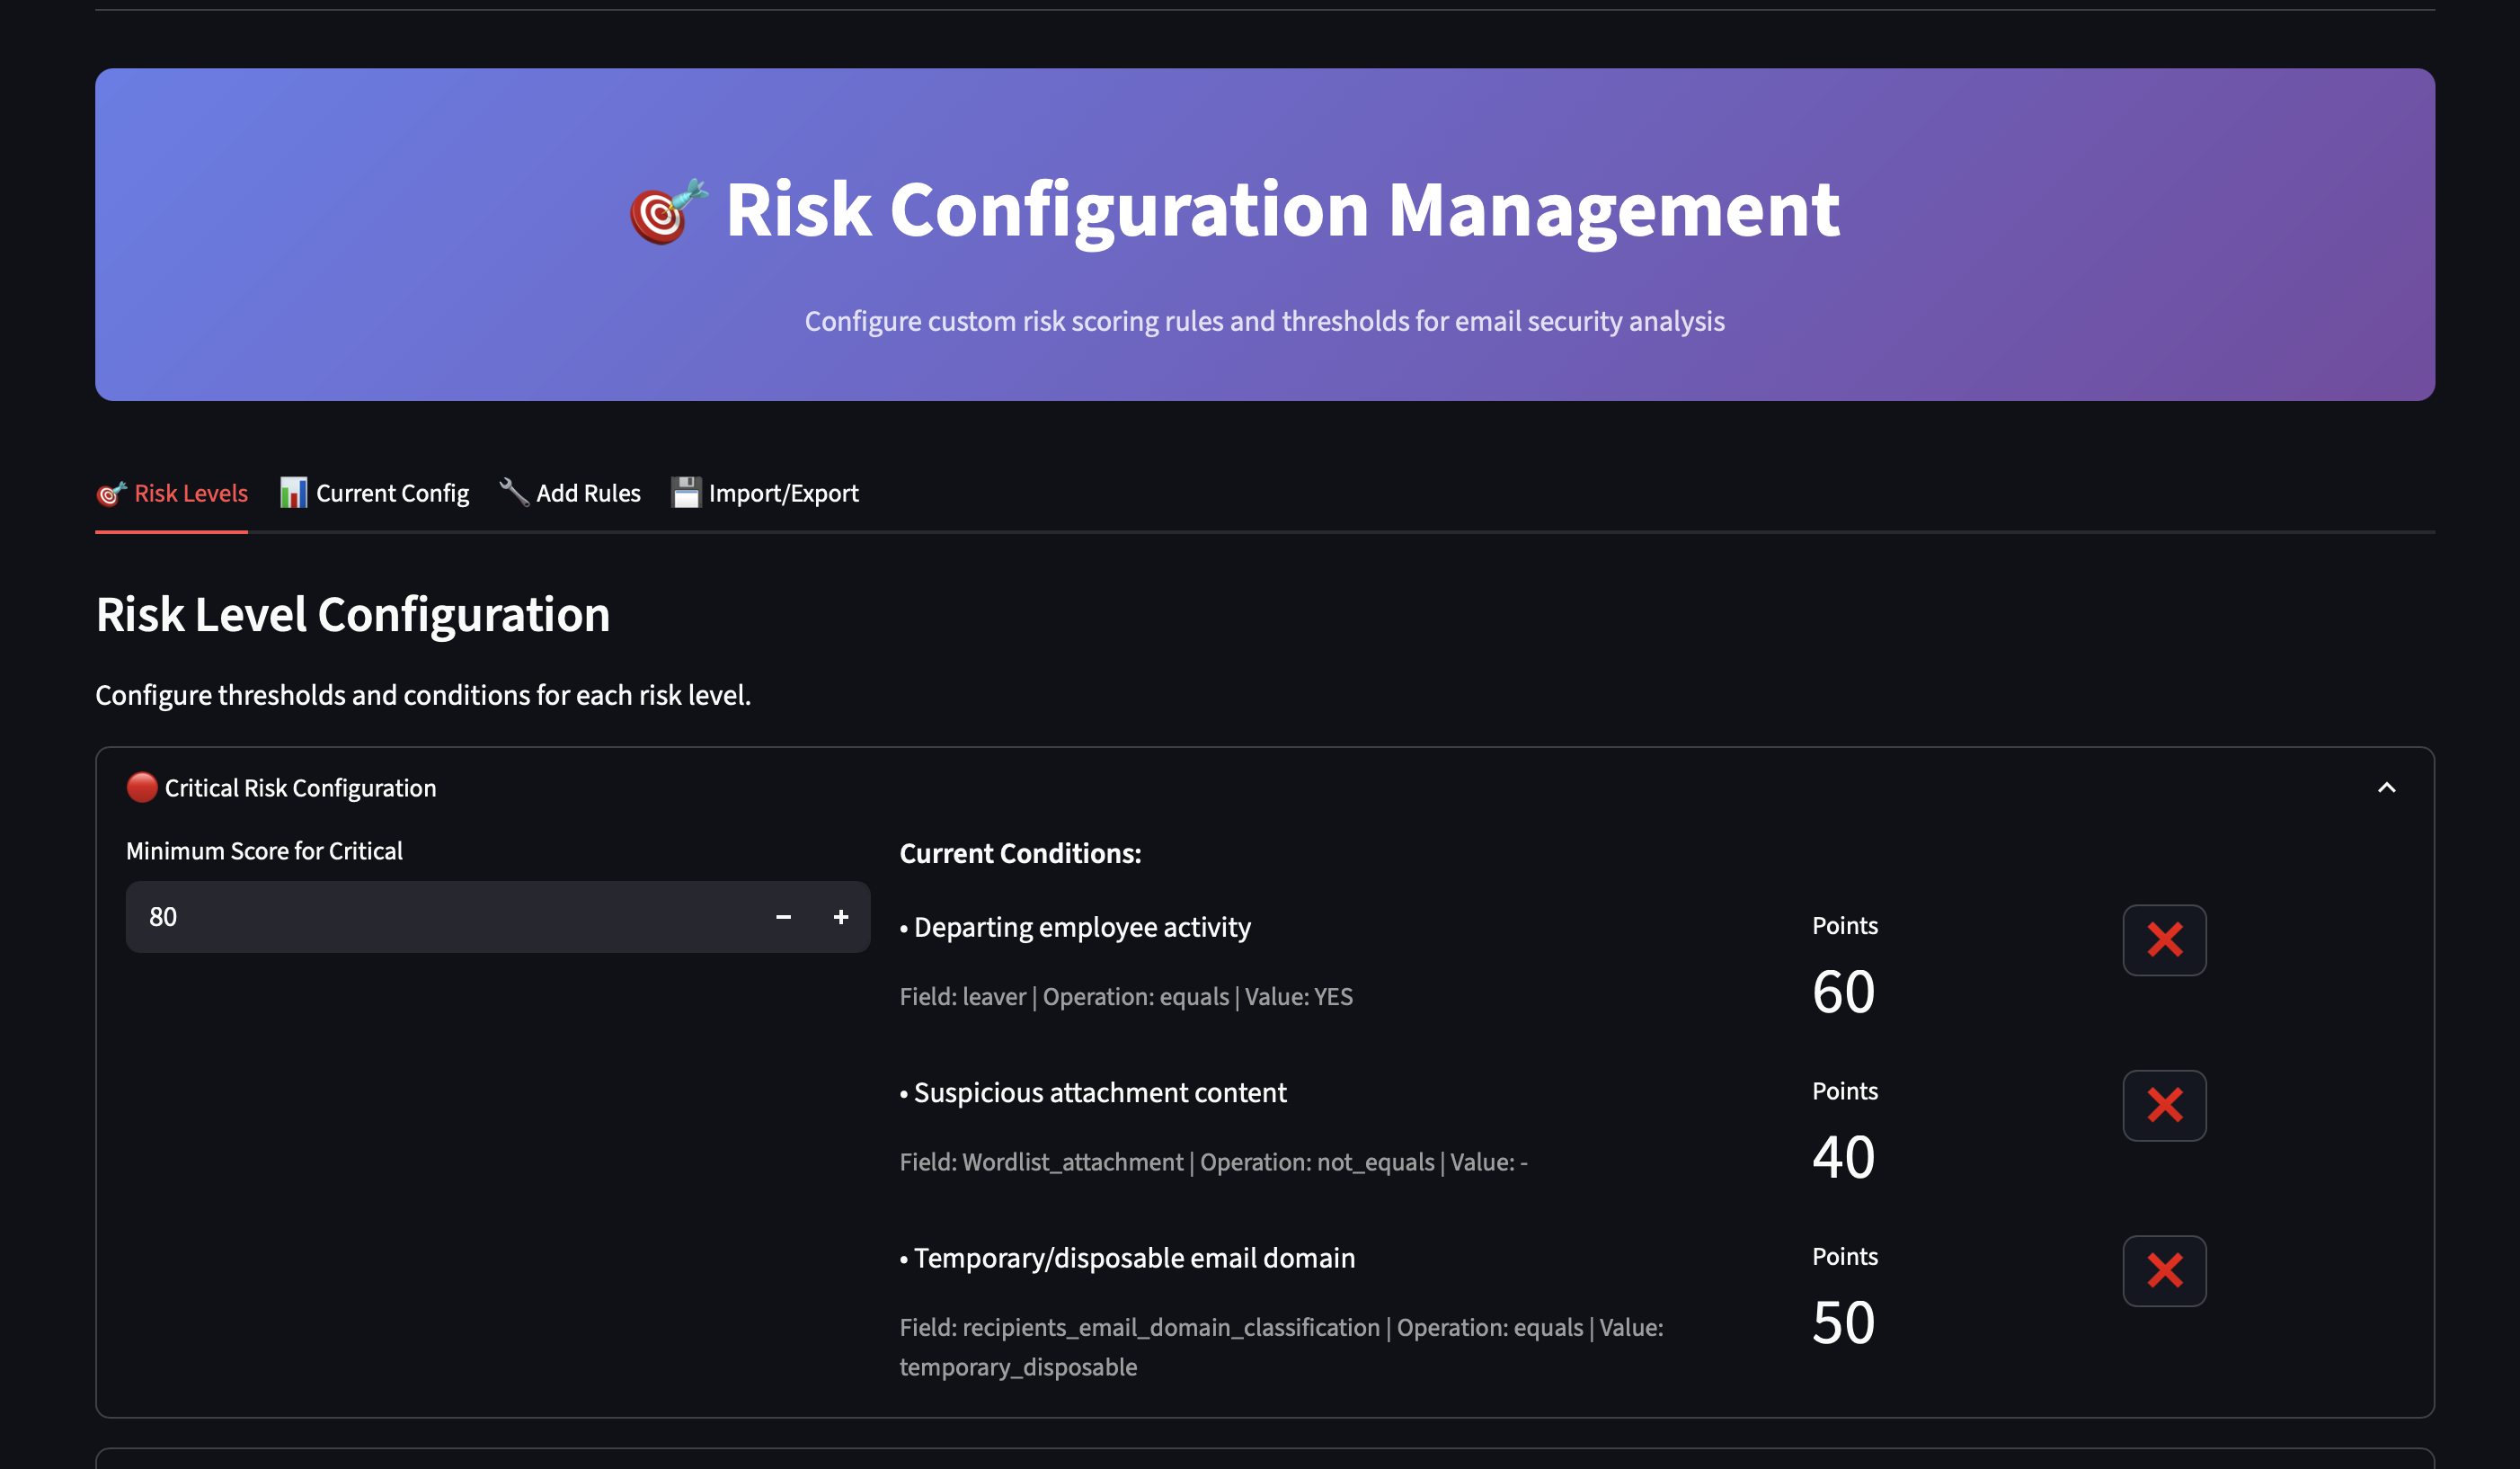 🎯 Risk Configuration Management
Configure custom risk scoring rules and thresholds for email security analysis
🎯 Risk Levels
📊 Current Config
🔧 Add Rules
💾 Import/Export
Risk Level Configuration
Configure thresholds and conditions for each risk level.
🔴 Critical Risk Configuration
Minimum Score for Critical
80
Current Conditions:
• Departing employee activity
Field: leaver | Operation: equals | Value: YES
Points
60
• Suspicious attachment content
Field: Wordlist_attachment | Operation: not_equals | Value: -
Points
40
• Temporary/disposable email domain
Field: recipients_email_domain_classification | Operation: equals | Value:
temporary_disposable
Points
50